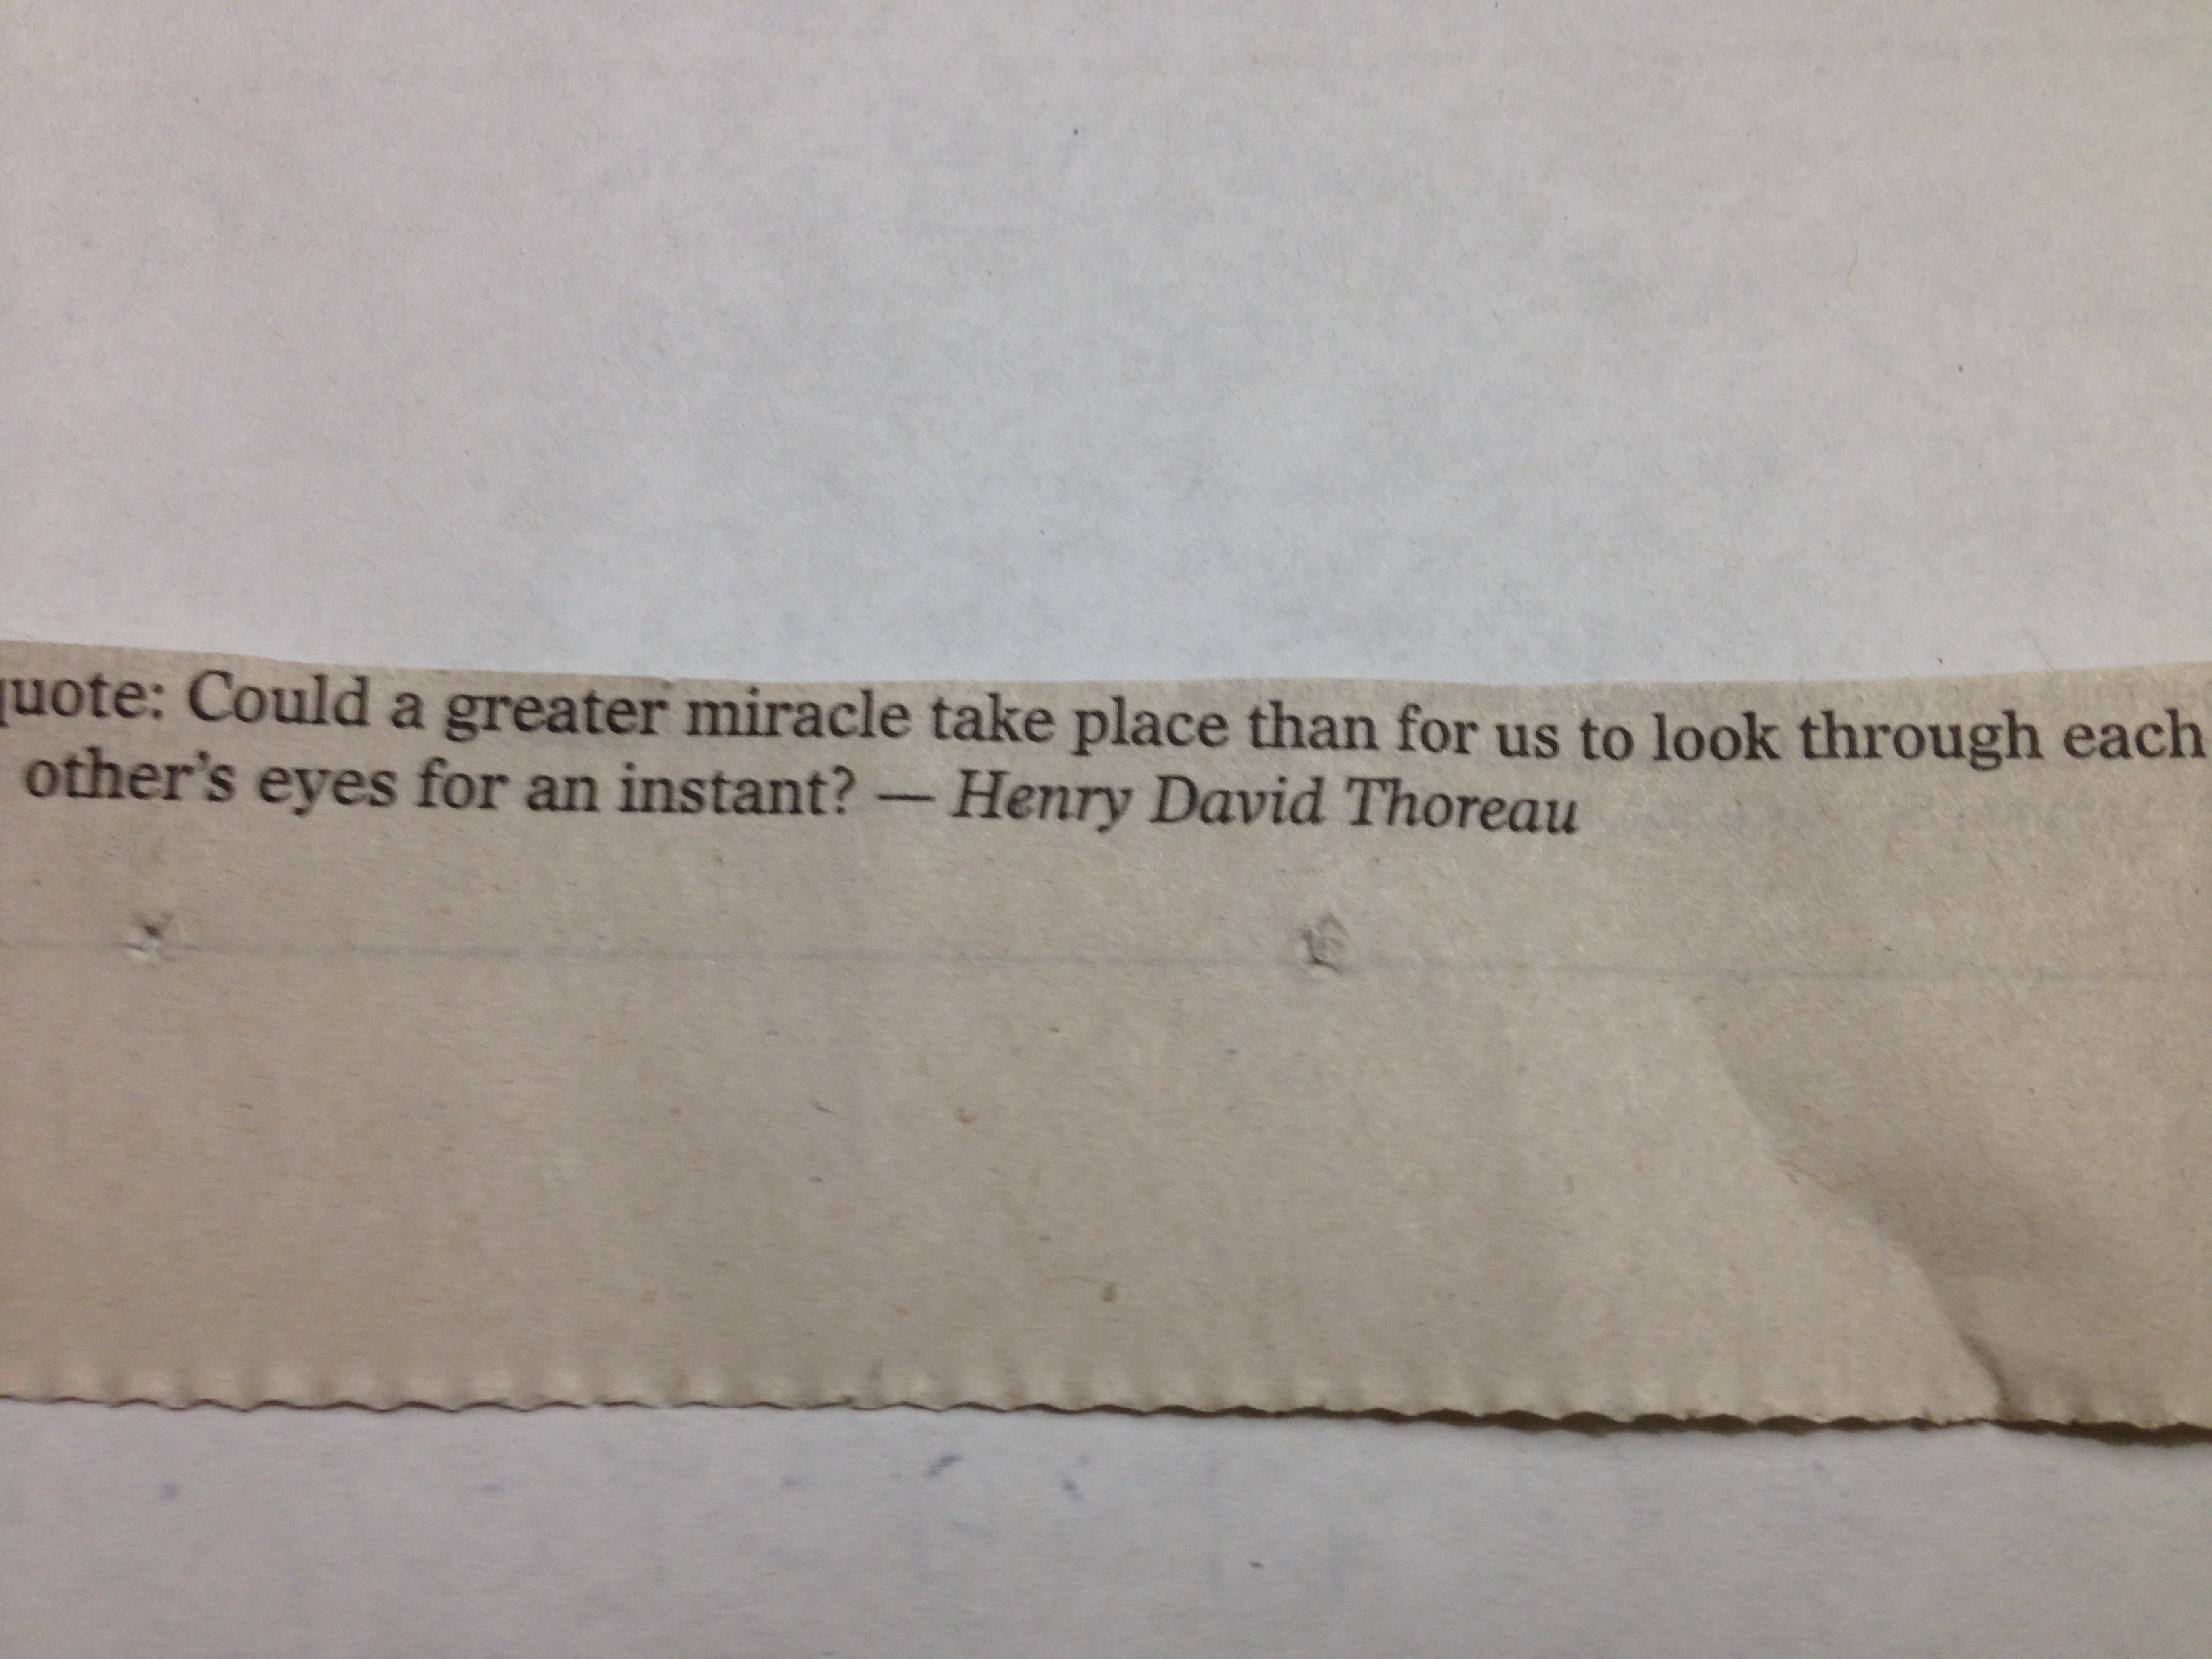 quote: Could a greater miracle take place than for us to look through each
other’s eyes for an instant? — Henry David Thoreau